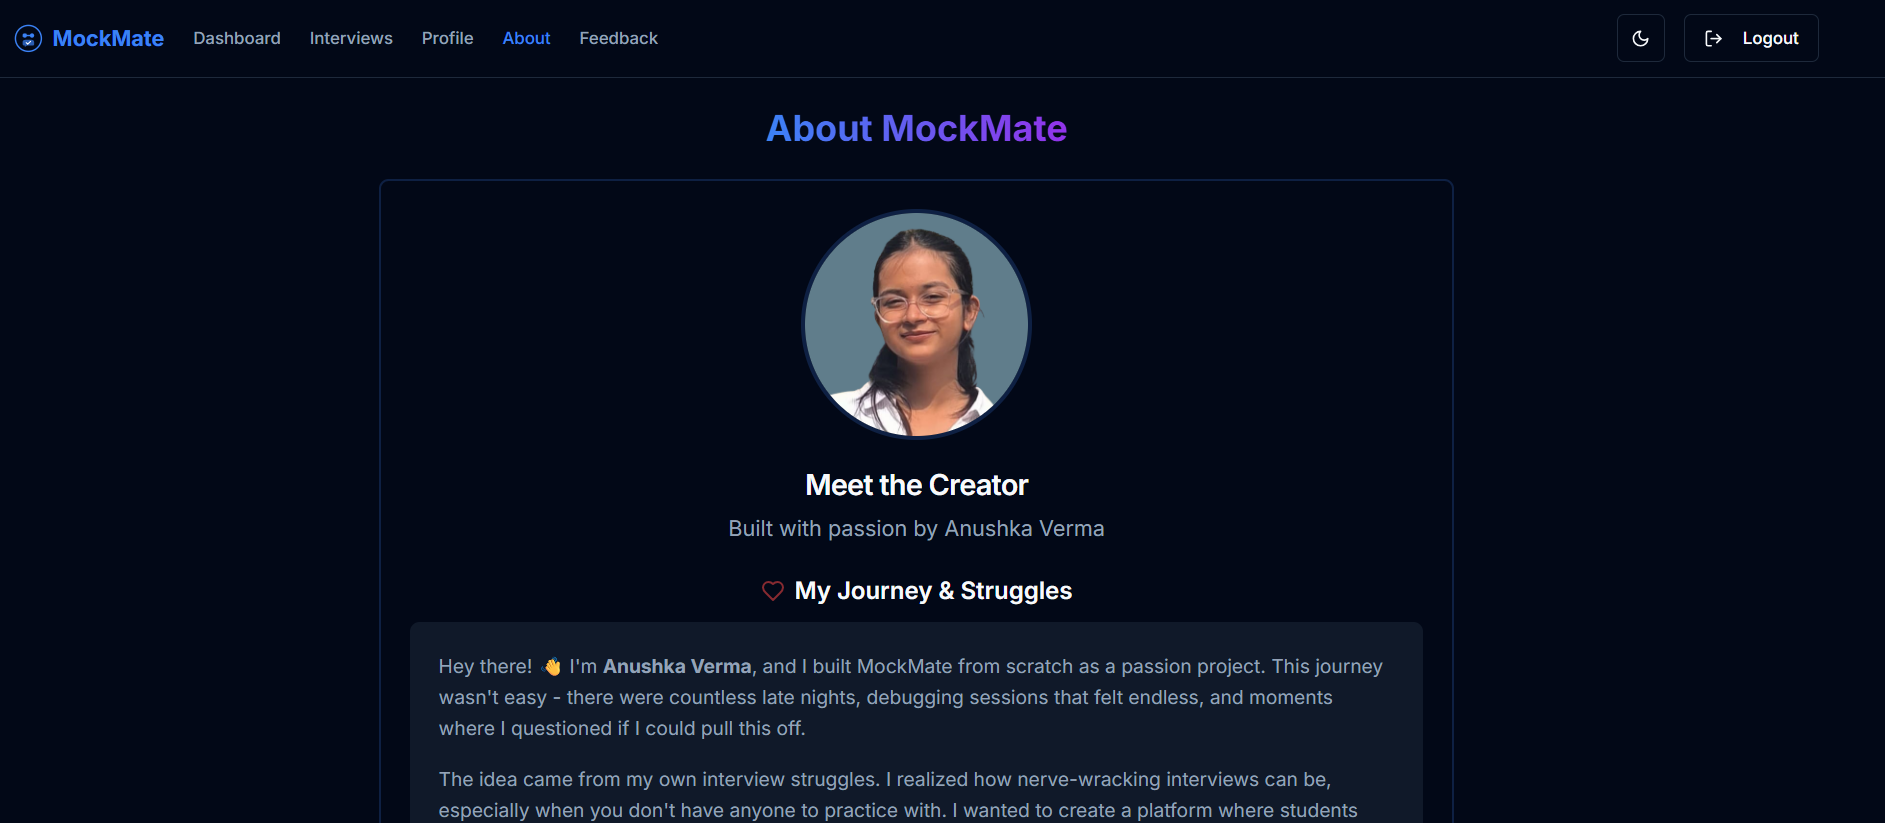 MockMate Dashboard Interviews Profile About Feedback Logout
About MockMate
Meet the Creator
Built with passion by Anushka Verma
My Journey & Struggles
Hey there! 👋 I'm Anushka Verma, and I built MockMate from scratch as a passion project. This journey
wasn't easy - there were countless late nights, debugging sessions that felt endless, and moments
where I questioned if I could pull this off.
The idea came from my own interview struggles. I realized how nerve-wracking interviews can be,
especially when you don't have anyone to practice with. I wanted to create a platform where students